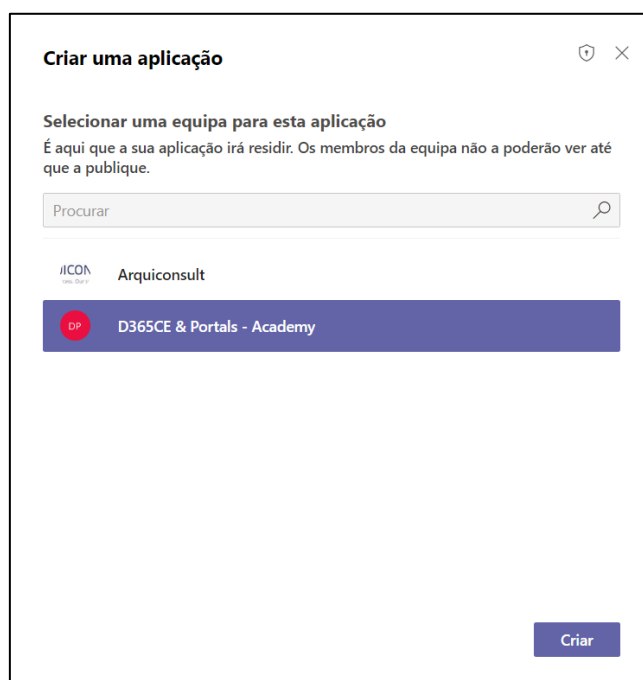 Criar uma aplicação
Selecionar uma equipa para esta aplicação
É aqui que a sua aplicação irá residir. Os membros da equipa não a poderão ver até
que a publique.
Procurar
Arquiconsult
DP D365CE & Portals - Academy
Criar